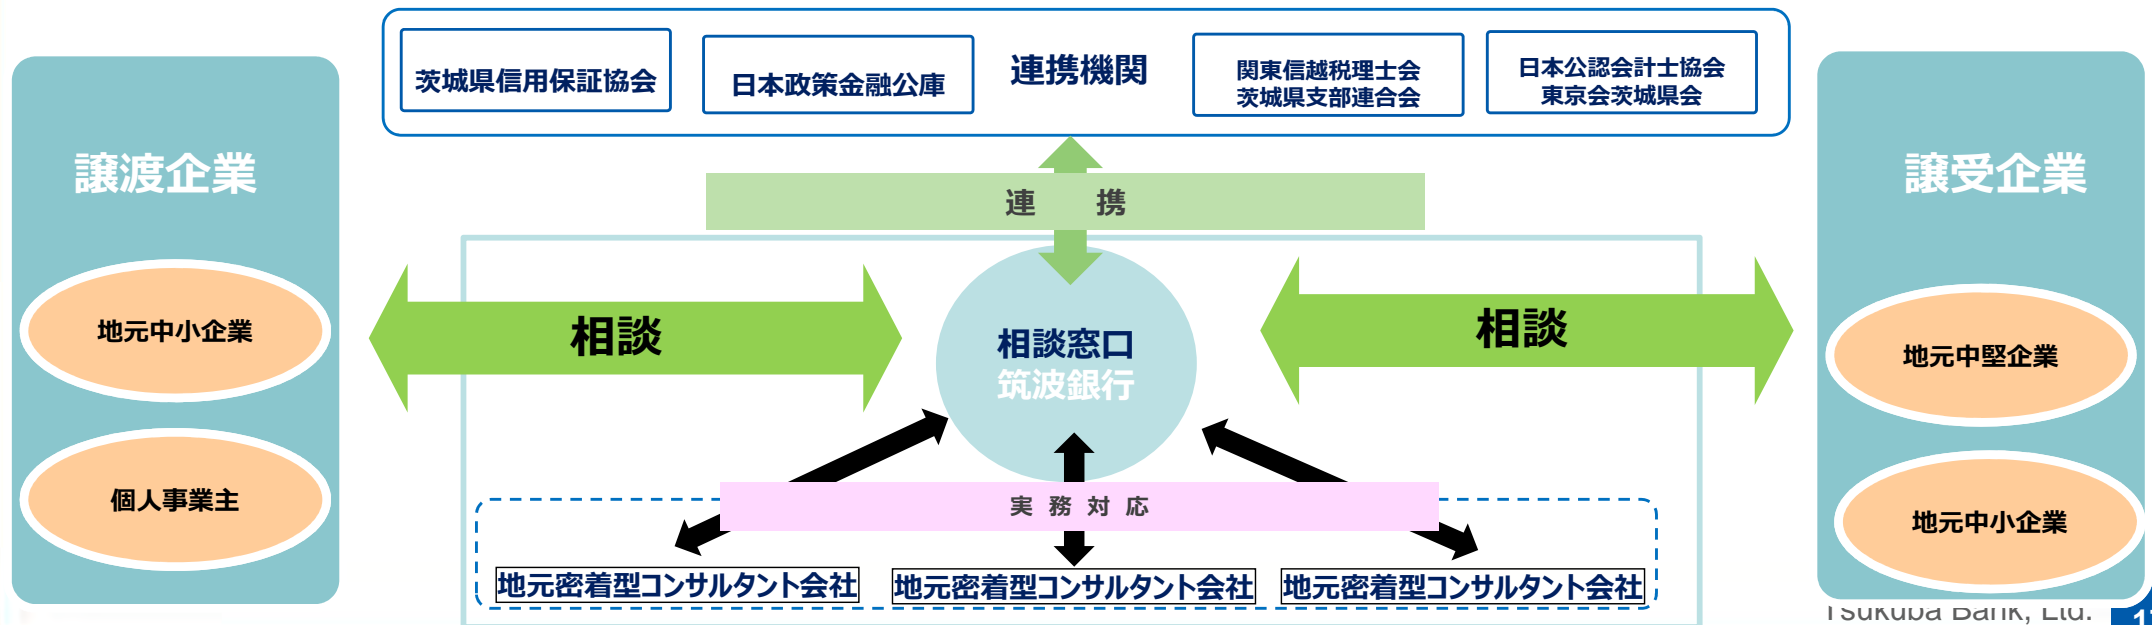 茨城県信用保証協会
日本政策金融公庫
連携機関
関東信越税理士会
茨城県支部連合会
日本公認会計士協会
東京会茨城県会
譲渡企業
譲受企業
連 携
地元中小企業
相談
相談窓口
筑波銀行
相談
地元中堅企業
個人事業主
実 務 対 応
地元中小企業
地元密着型コンサルタント会社
地元密着型コンサルタント会社
地元密着型コンサルタント会社
Tsukuba Bank, Ltd.